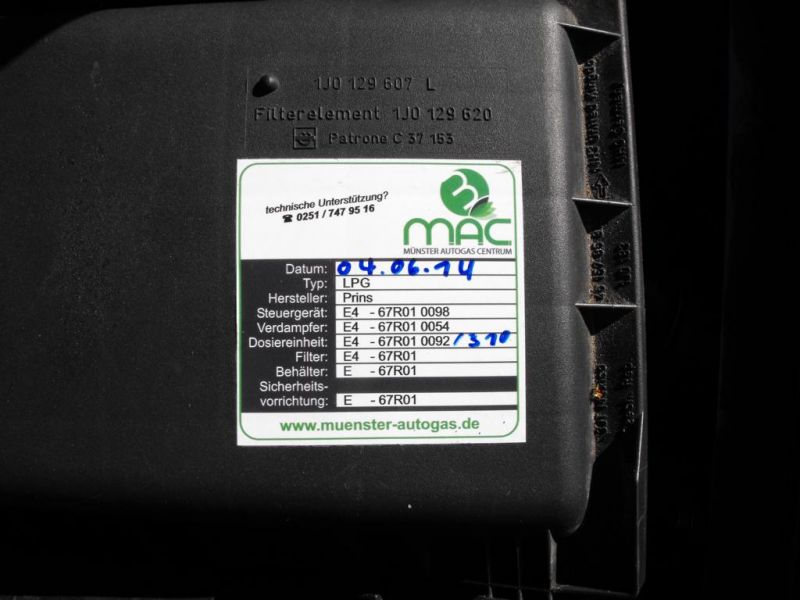 1J0 129 607 L
Filterelement 1J0 129 620
Patrone C 37 153
technische Unterstützung?
☎ 0251 / 747 95 16
MAC
MÜNSTER AUTOGAS CENTRUM
Datum: 04.06.14
Typ: LPG
Hersteller: Prins
Steuergerät: E4 - 67R01 0098
Verdampfer: E4 - 67R01 0054
Dosiereinheit: E4 - 67R01 0092 /310
Filter: E4 - 67R01
Behälter: E - 67R01
Sicherheits-
vorrichtung: E - 67R01
www.muenster-autogas.de